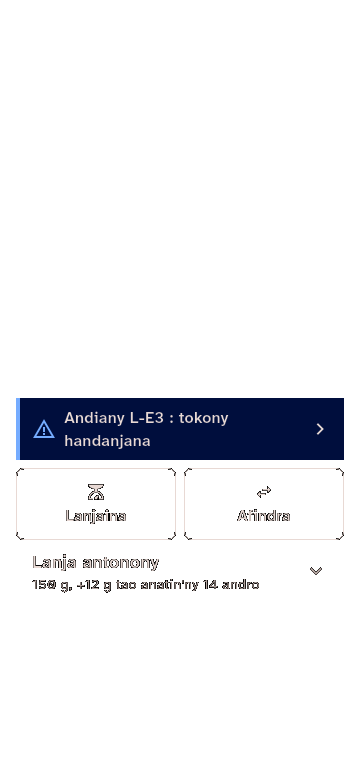 Andiany L-E3 : tokony
handanjana
Lanjaina
Afindra
Lanja antonony
150 g, +12 g tao anatin'ny 14 andro